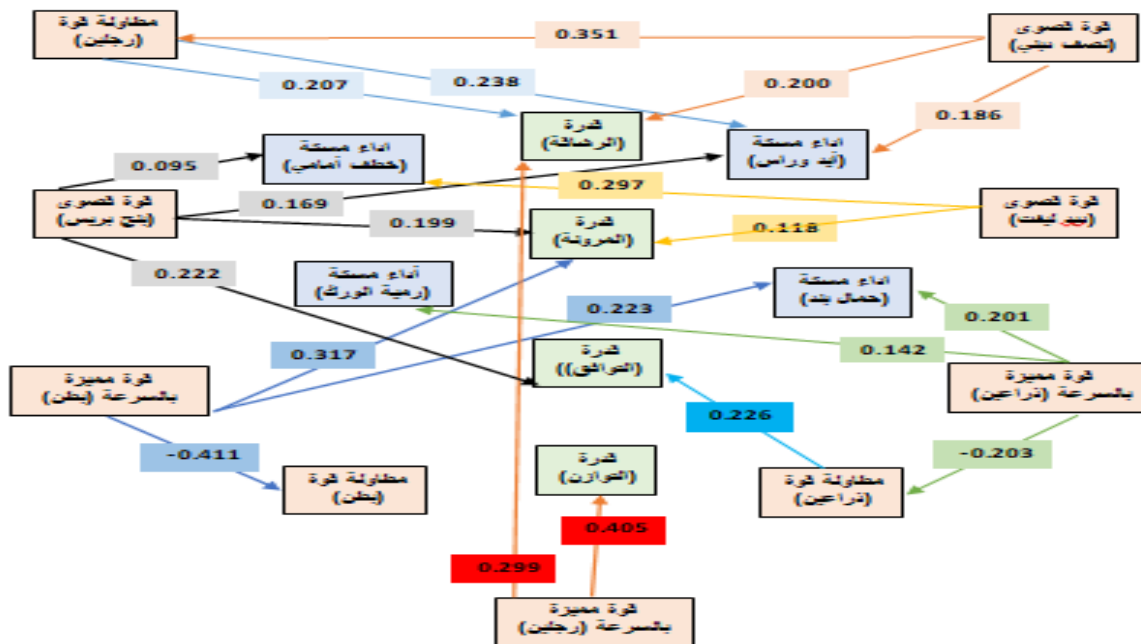 مطاولة قوة
(رجلين)
0.351
قوة قصوى
(نصف دبني)
0.207
0.238
0.200
0.186
قدرة
(الرشاقة)
0.095
اداء مسكة
(خطف أمامي)
اداء مسكة
(أيد وراس)
قوة قصوى
(بنج بريس)
0.169
0.297
قوة قصوى
0.199
قدرة
(المرونة)
0.118
0.222
أداء مسكة
(رمية الورك)
0.223
اداء مسكة
(حمال بند)
0.201
0.317
قدرة
(التوافق))
0.142
قوة مميزة
بالسرعة (بطن)
قوة مميزة
بالسرعة (ذراعين)
0.226
-0.411
قدرة
(التوازن)
-0.203
مطاولة قوة
(بطن)
مطاولة قوة
(ذراعين)
0.405
0.299
قوة مميزة
بالسرعة (رجلين)